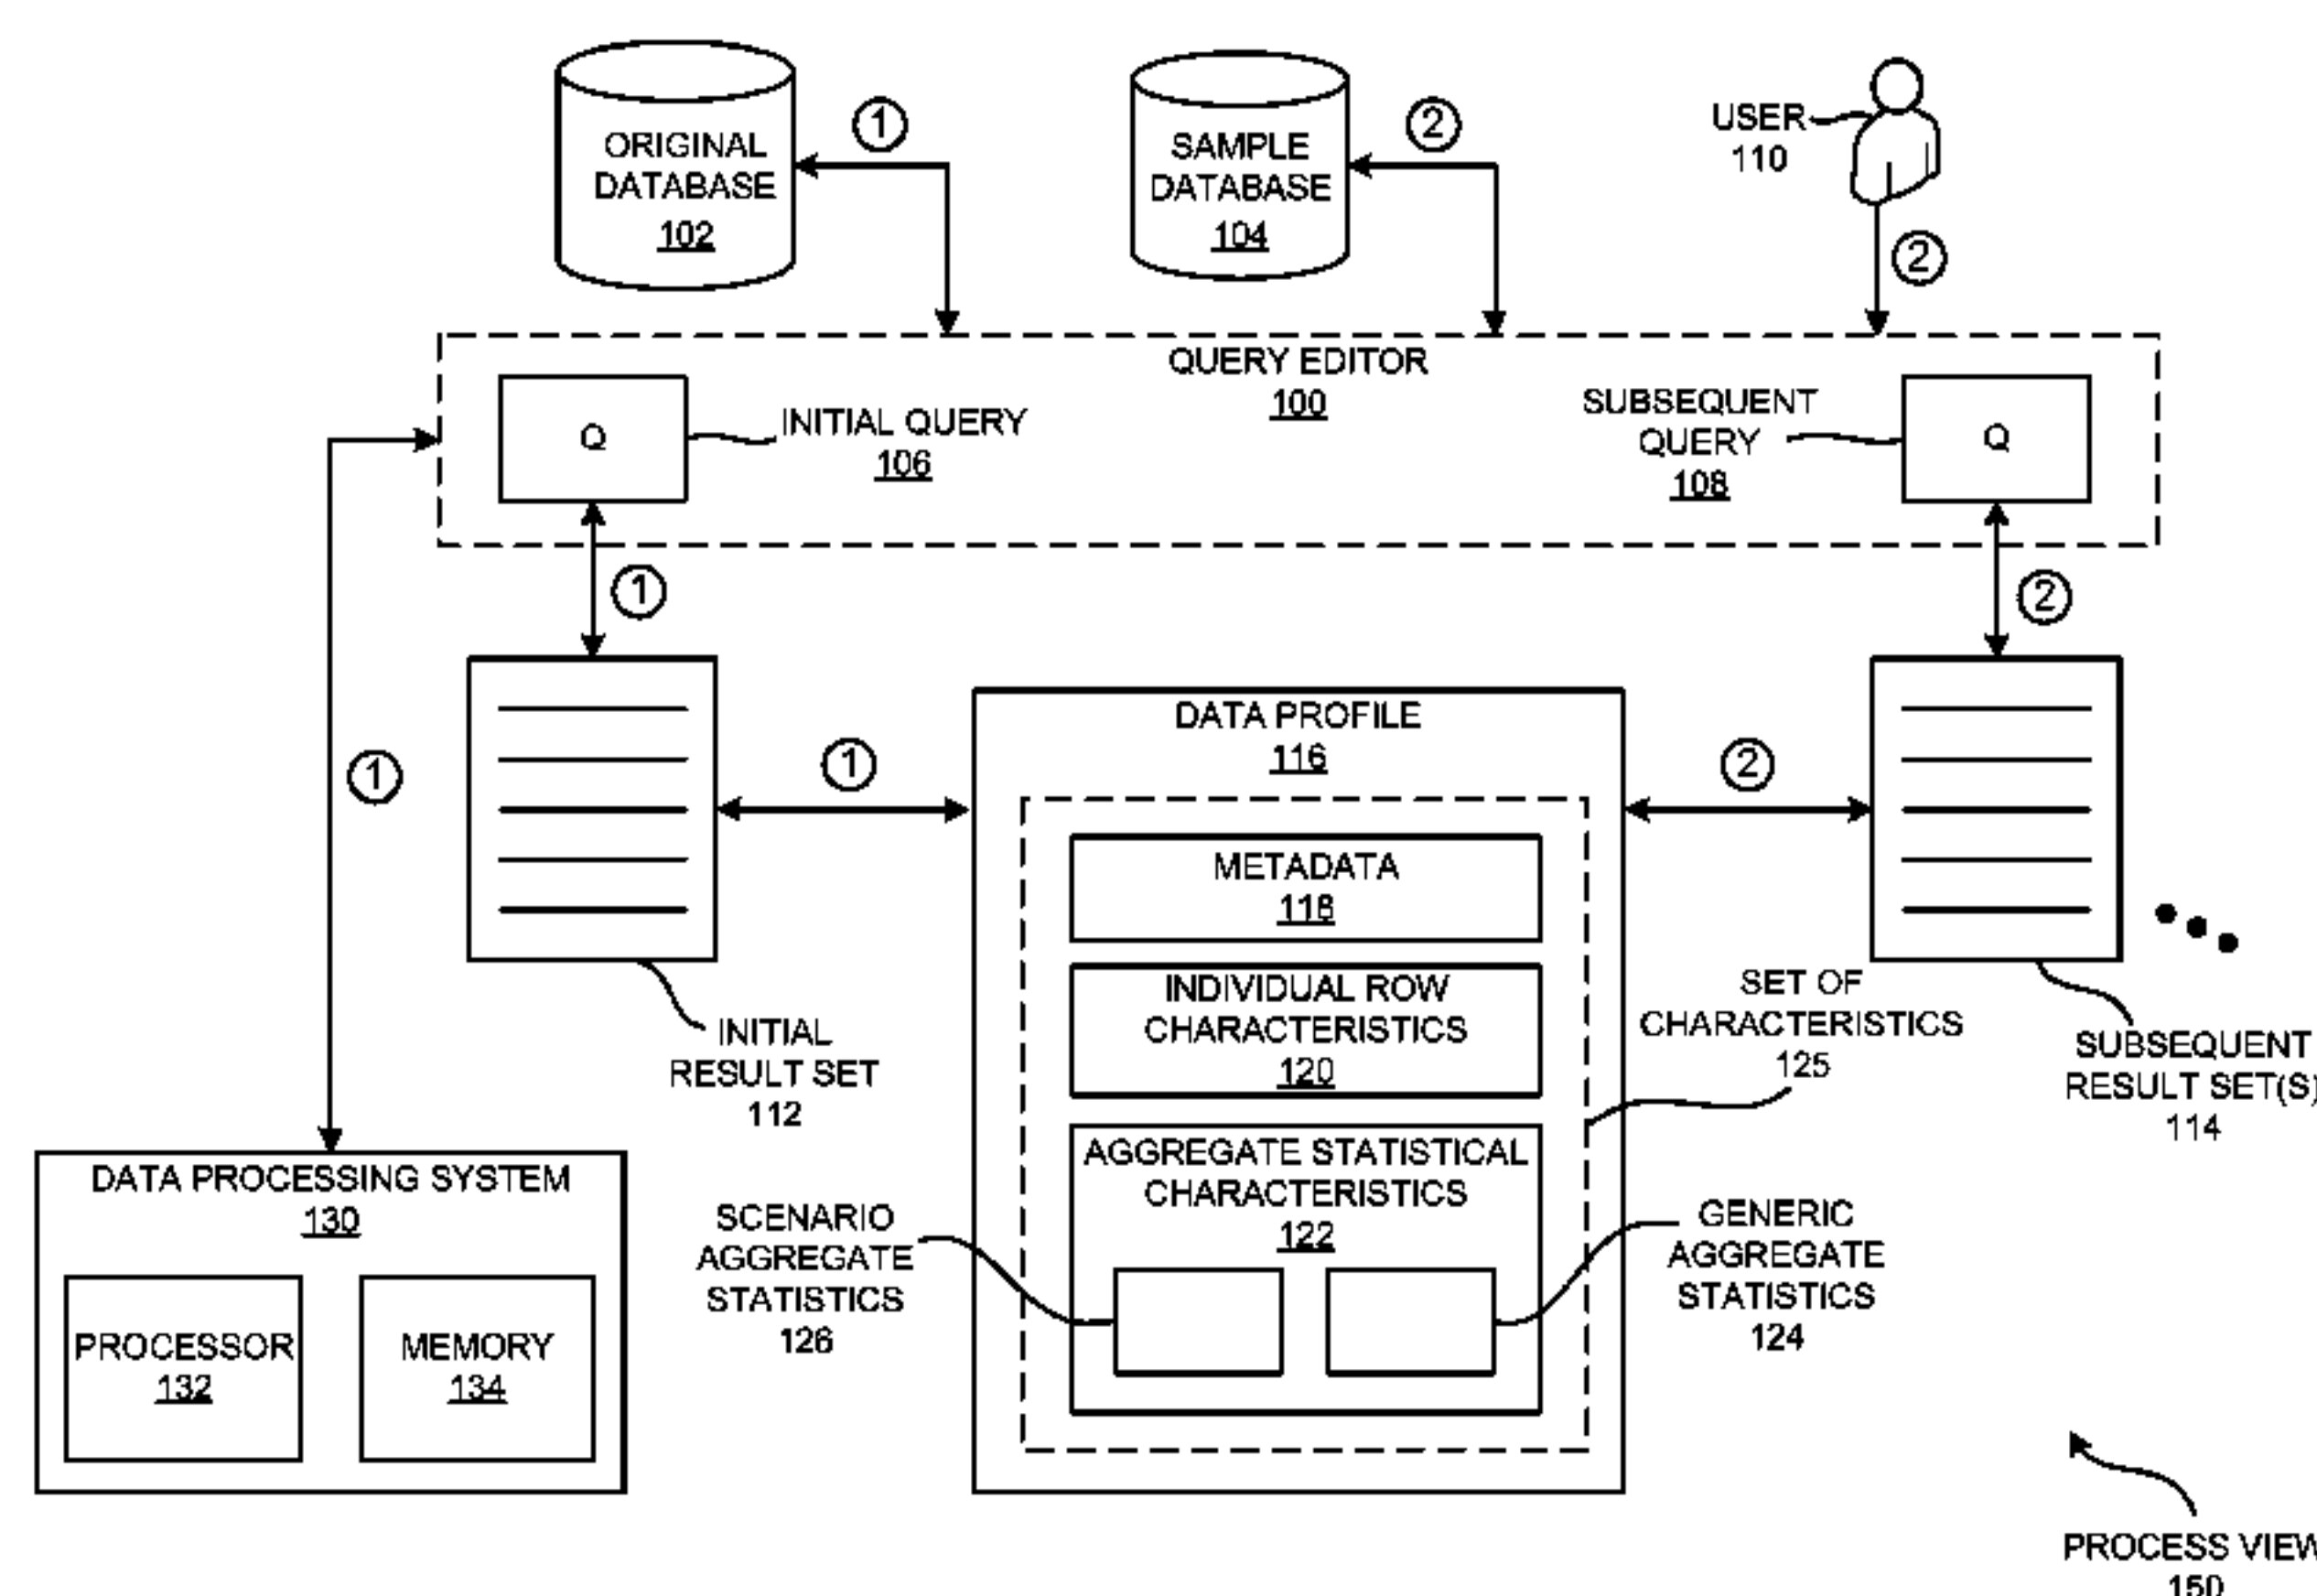 1
2
ORIGINAL
DATABASE
102
SAMPLE
DATABASE
104
USER
110
2
QUERY EDITOR
100
Q
INITIAL QUERY
106
SUBSEQUENT
QUERY
108
Q
1
2
DATA PROFILE
116
1
1
2
METADATA
118
INDIVIDUAL ROW
CHARACTERISTICS
120
SET OF
CHARACTERISTICS
125
INITIAL
RESULT SET
112
SUBSEQUENT
RESULT SET(S)
114
DATA PROCESSING SYSTEM
130
PROCESSOR
132
MEMORY
134
AGGREGATE STATISTICAL
CHARACTERISTICS
122
SCENARIO
AGGREGATE
STATISTICS
126
GENERIC
AGGREGATE
STATISTICS
124
PROCESS VIEW
150